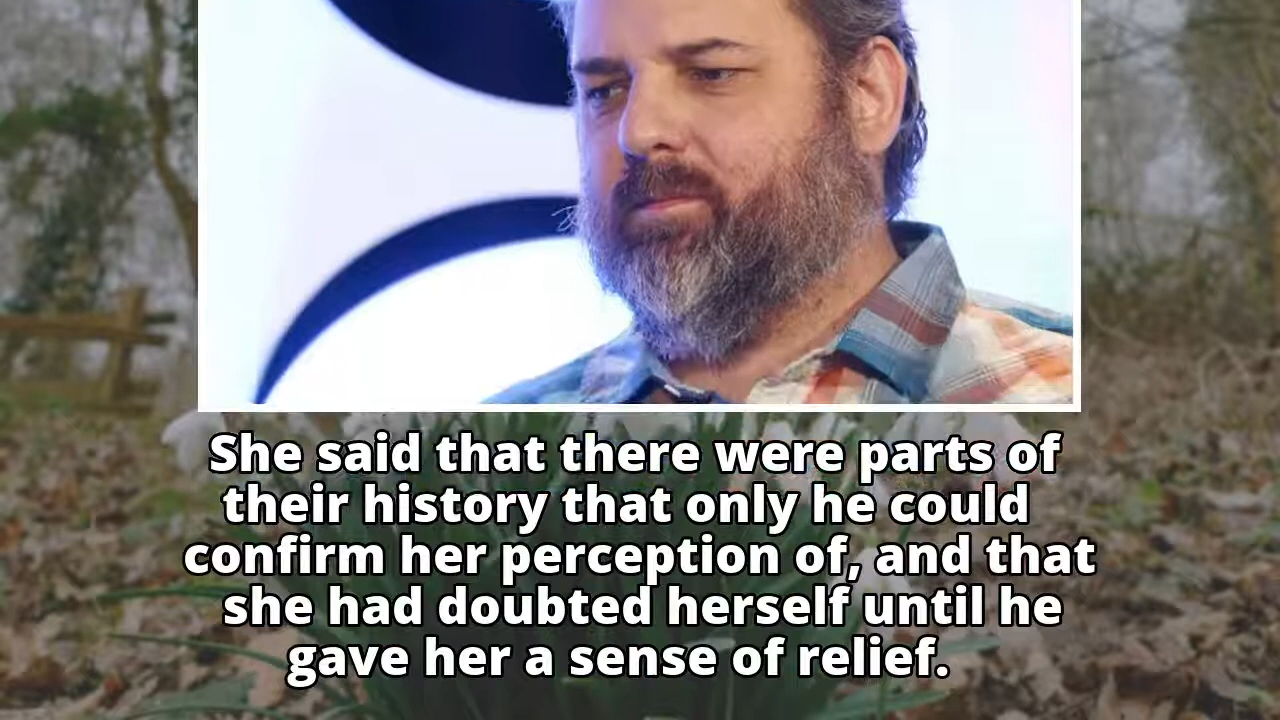 She said that there were parts of
their history that only he could
confirm her perception of, and that
she had doubted herself until he
gave her a sense of relief.